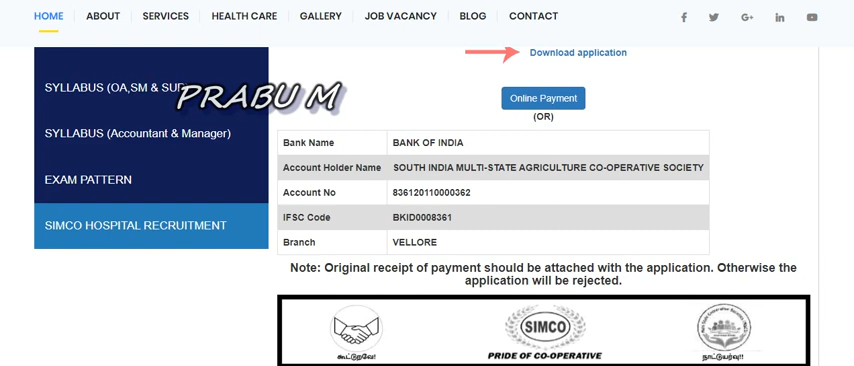 HOME ABOUT SERVICES HEALTH CARE GALLERY JOB VACANCY BLOG CONTACT
Download application
SYLLABUS (OA,SM & SUP
PRABU M
Online Payment
(OR)
SYLLABUS (Accountant & Manager)
EXAM PATTERN
SIMCO HOSPITAL RECRUITMENT
Bank Name BANK OF INDIA
Account Holder Name SOUTH INDIA MULTI-STATE AGRICULTURE CO-OPERATIVE SOCIETY
Account No 836120110000362
IFSC Code BKID0008361
Branch VELLORE
Note: Original receipt of payment should be attached with the application. Otherwise the
application will be rejected.
SIMCO
கூட்டுறவே! PRIDE OF CO-OPERATIVE நாட்டுயர்வு!!